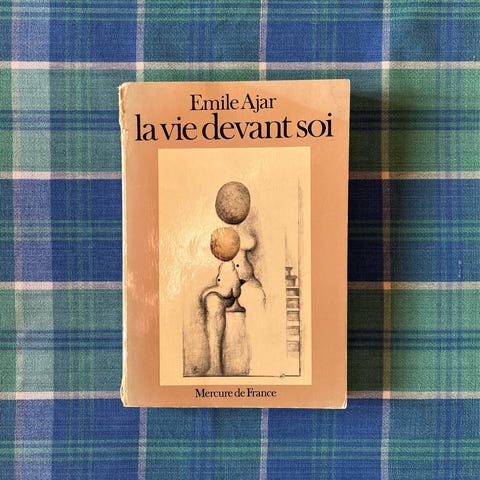 Emile Ajar
la vie devant soi
Mercure de France